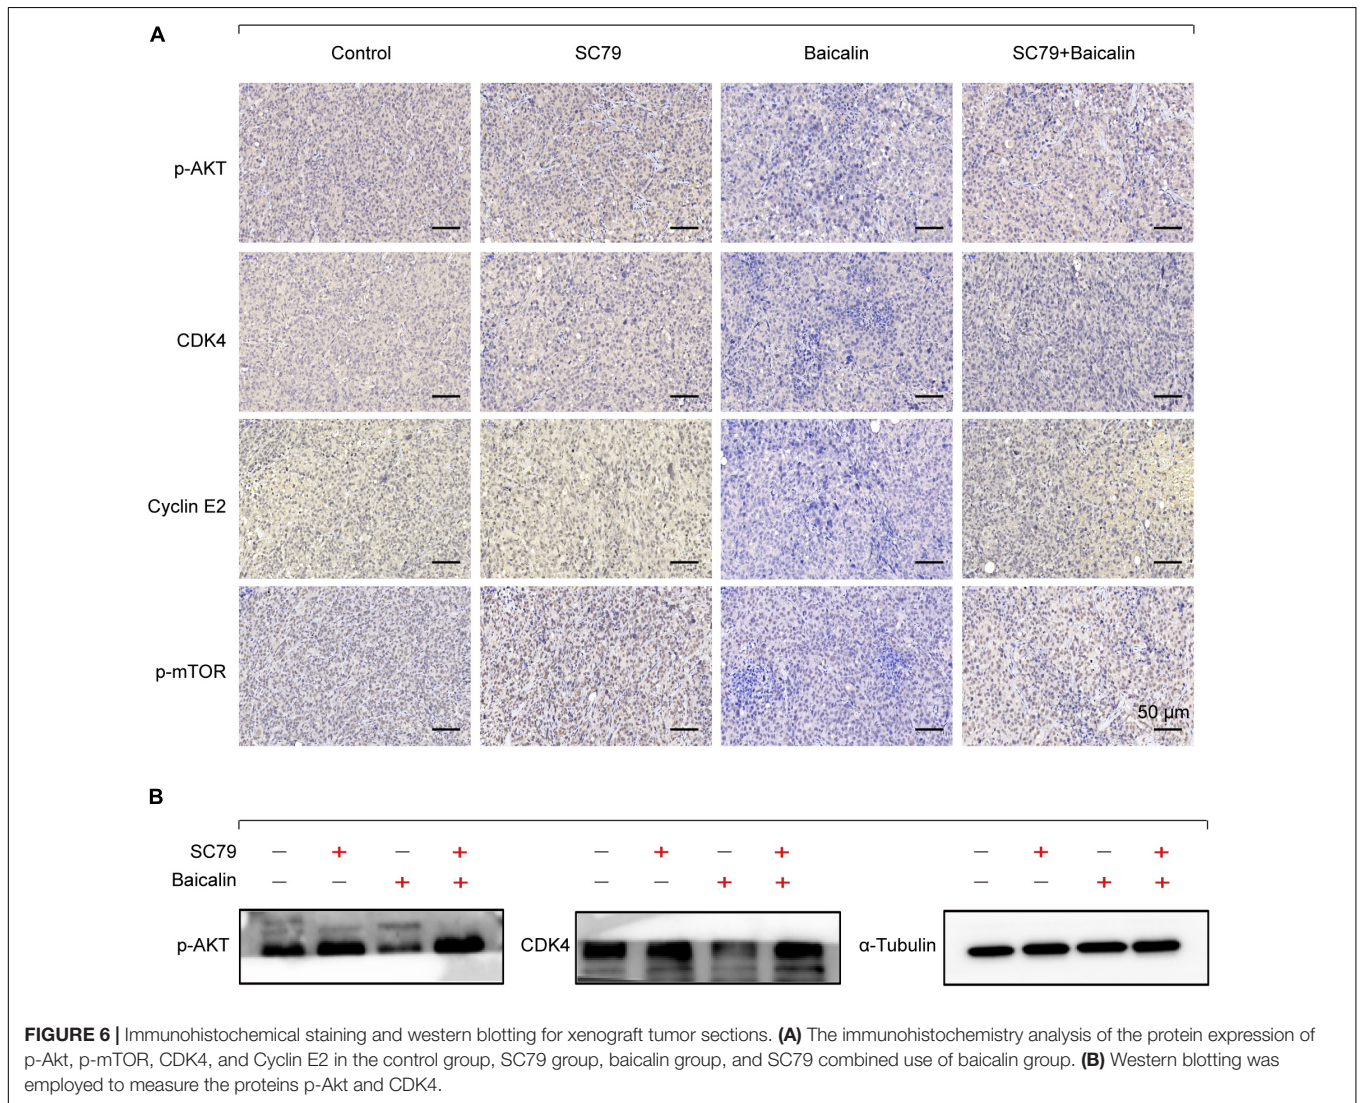 A
Control SC79 Baicalin SC79+Baicalin
p-AKT
CDK4
Cyclin E2
p-mTOR
50 µm
B
SC79 − + − + − + − + − + − +
Baicalin − − + + − − + + − − + +
p-AKT CDK4 α-Tubulin
FIGURE 6 | Immunohistochemical staining and western blotting for xenograft tumor sections. (A) The immunohistochemistry analysis of the protein expression of
p-Akt, p-mTOR, CDK4, and Cyclin E2 in the control group, SC79 group, baicalin group, and SC79 combined use of baicalin group. (B) Western blotting was
employed to measure the proteins p-Akt and CDK4.